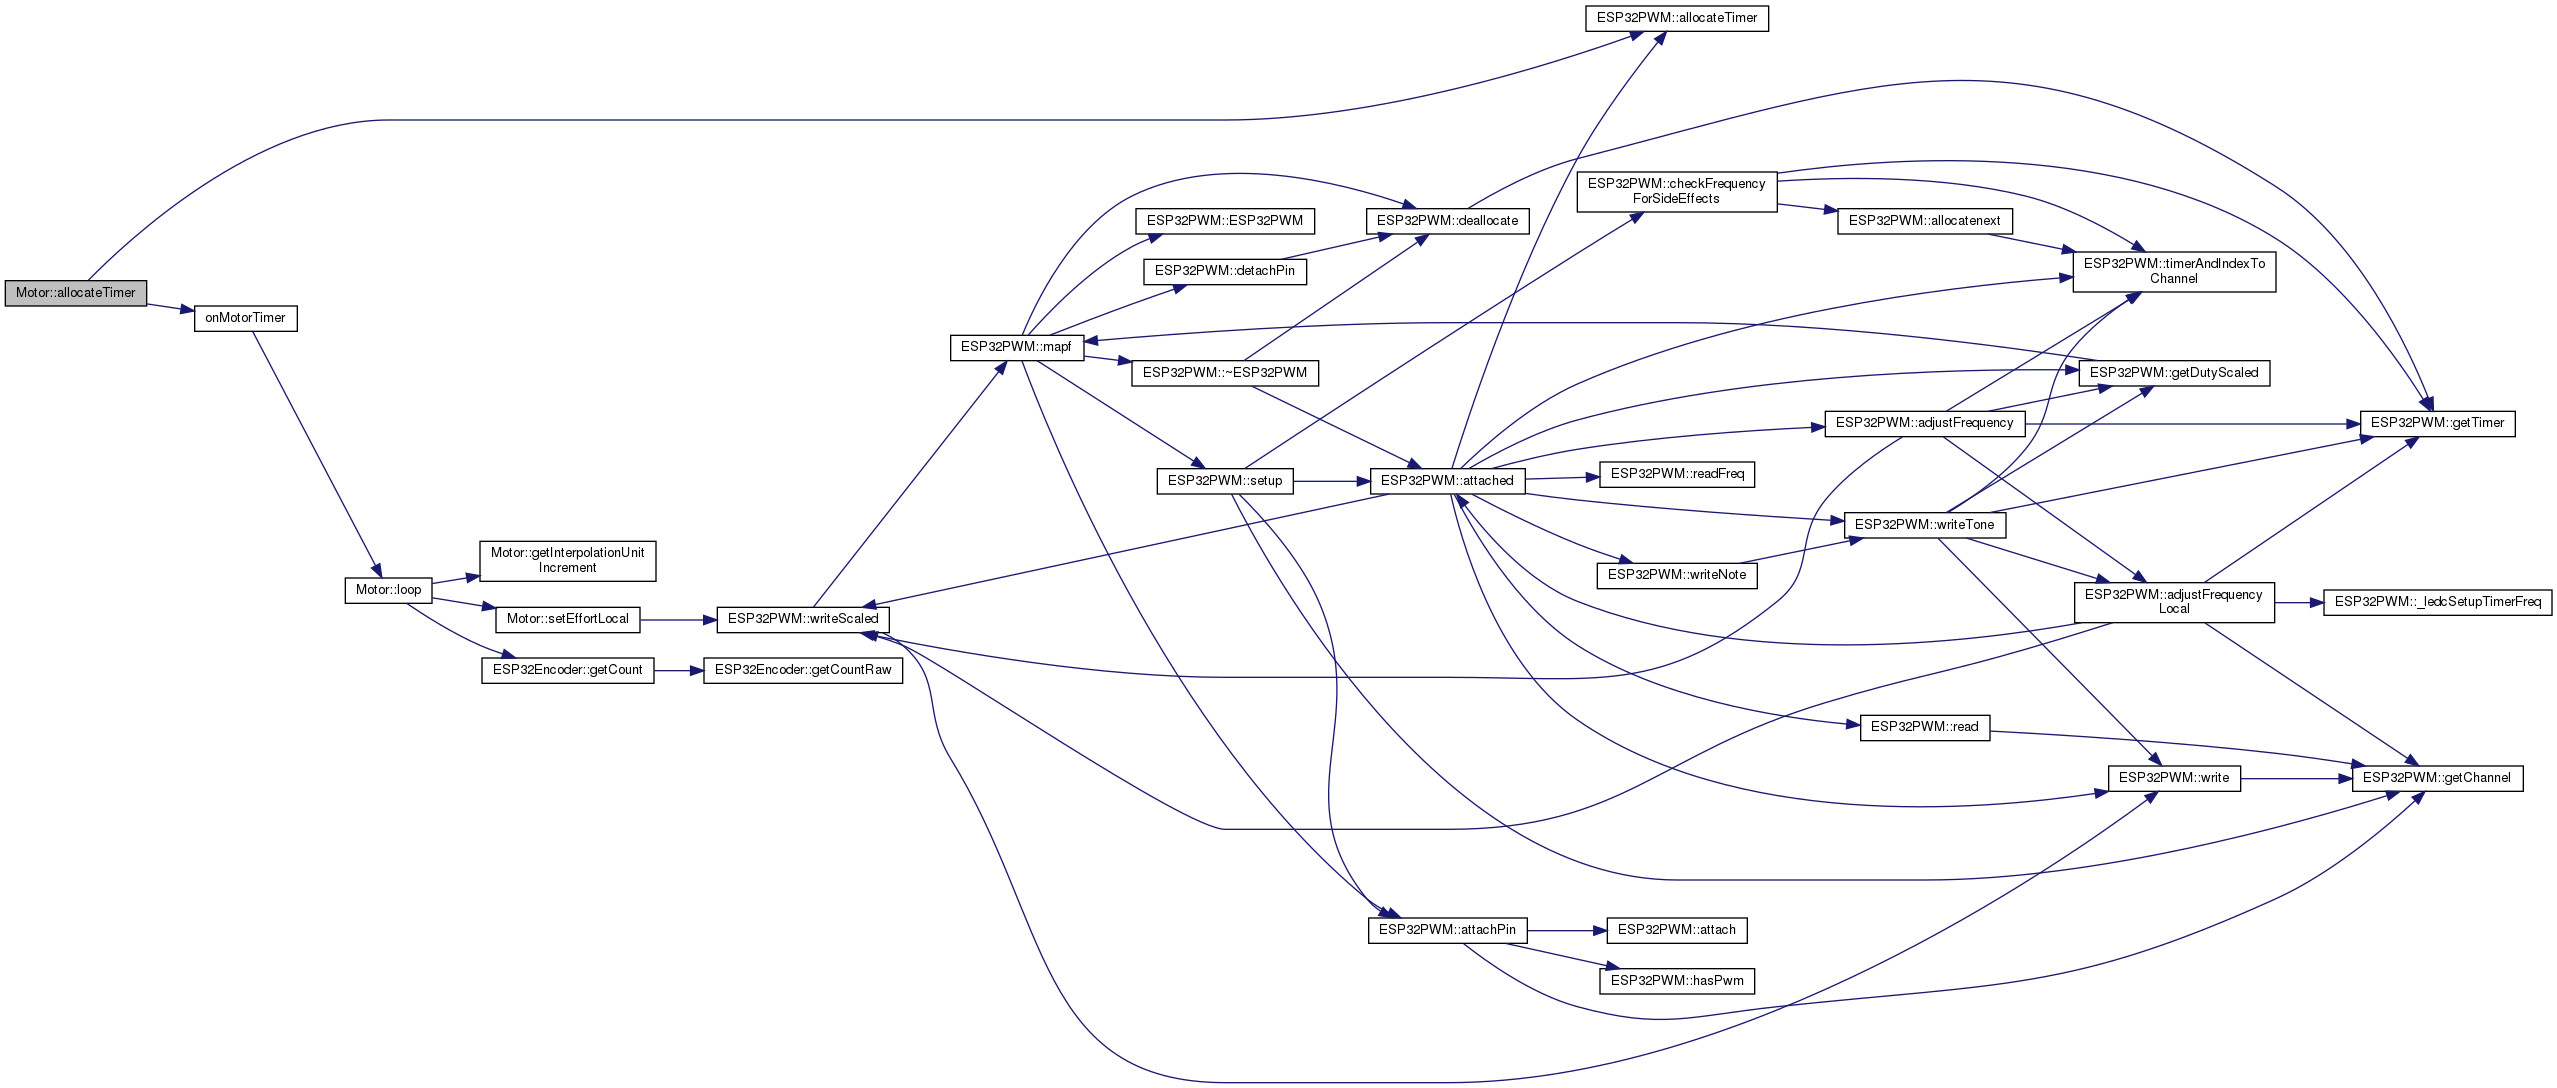 Motor::allocateTimer
onMotorTimer
Motor::loop
Motor::getInterpolationUnit
Increment
Motor::setEffortLocal
ESP32Encoder::getCount
ESP32PWM::writeScaled
ESP32Encoder::getCountRaw
ESP32PWM::mapf
ESP32PWM::ESP32PWM
ESP32PWM::detachPin
ESP32PWM::~ESP32PWM
ESP32PWM::setup
ESP32PWM::deallocate
ESP32PWM::attached
ESP32PWM::attachPin
ESP32PWM::allocateTimer
ESP32PWM::checkFrequency
ForSideEffects
ESP32PWM::readFreq
ESP32PWM::writeNote
ESP32PWM::attach
ESP32PWM::hasPwm
ESP32PWM::allocatenext
ESP32PWM::adjustFrequency
ESP32PWM::writeTone
ESP32PWM::read
ESP32PWM::timerAndIndexTo
Channel
ESP32PWM::getDutyScaled
ESP32PWM::adjustFrequency
Local
ESP32PWM::write
ESP32PWM::getTimer
ESP32PWM::_ledcSetupTimerFreq
ESP32PWM::getChannel